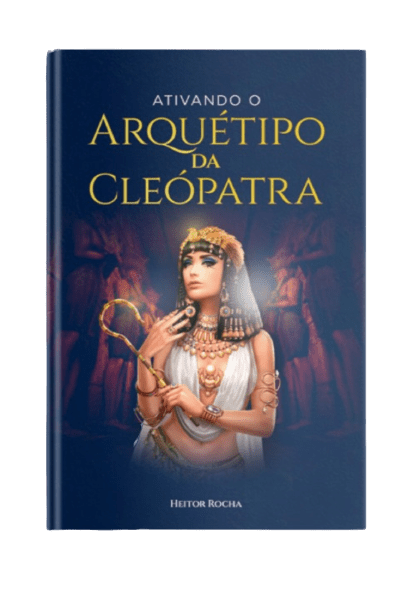 ATIVANDO O
ARQUÉTIPO
DA
CLEÓPATRA
HEITOR ROCHA